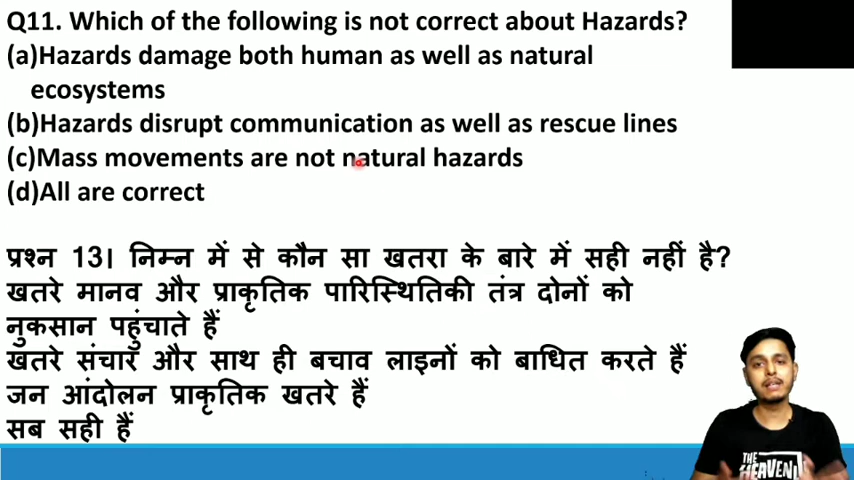 Q11. Which of the following is not correct about Hazards?
(a)Hazards damage both human as well as natural
ecosystems
(b)Hazards disrupt communication as well as rescue lines
(c)Mass movements are not natural hazards
(d)All are correct
प्रश्न 13। निम्न में से कौन सा खतरा के बारे में सही नहीं है?
खतरे मानव और प्राकृतिक पारिस्थितिकी तंत्र दोनों को
नुकसान पहुंचाते हैं
खतरे संचार और साथ ही बचाव लाइनों को बाधित करते हैं
जन आंदोलन प्राकृतिक खतरे हैं
सब सही हैं
THE
HEAVEN